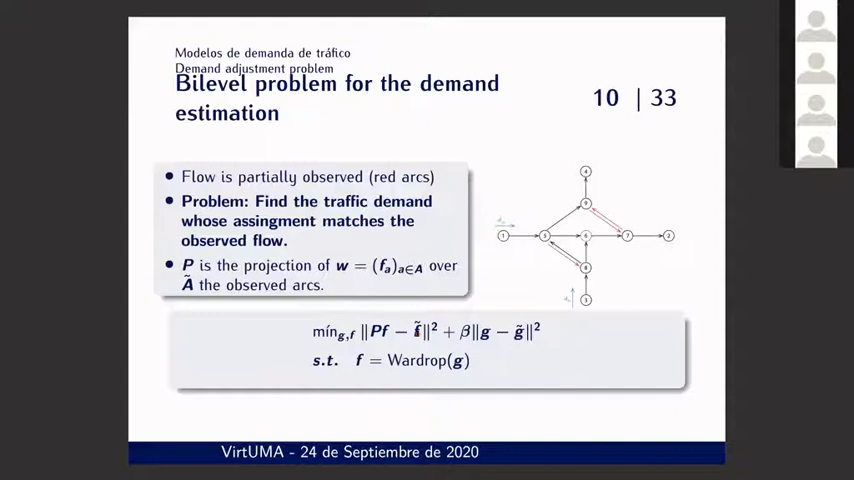 Modelos de demanda de tráfico
Demand adjustment problem
Bilevel problem for the demand
estimation
10 | 33
• Flow is partially observed (red arcs)
• Problem: Find the traffic demand
whose assingment matches the
observed flow.
• P is the projection of w = (fₐ)ₐ∈A over
Ã the observed arcs.
4
9
1 5 6 7 2
8
3
mín_g,f ‖Pf − f̃‖² + β‖g − g̃‖²
s.t. f = Wardrop(g)
VirtUMA - 24 de Septiembre de 2020